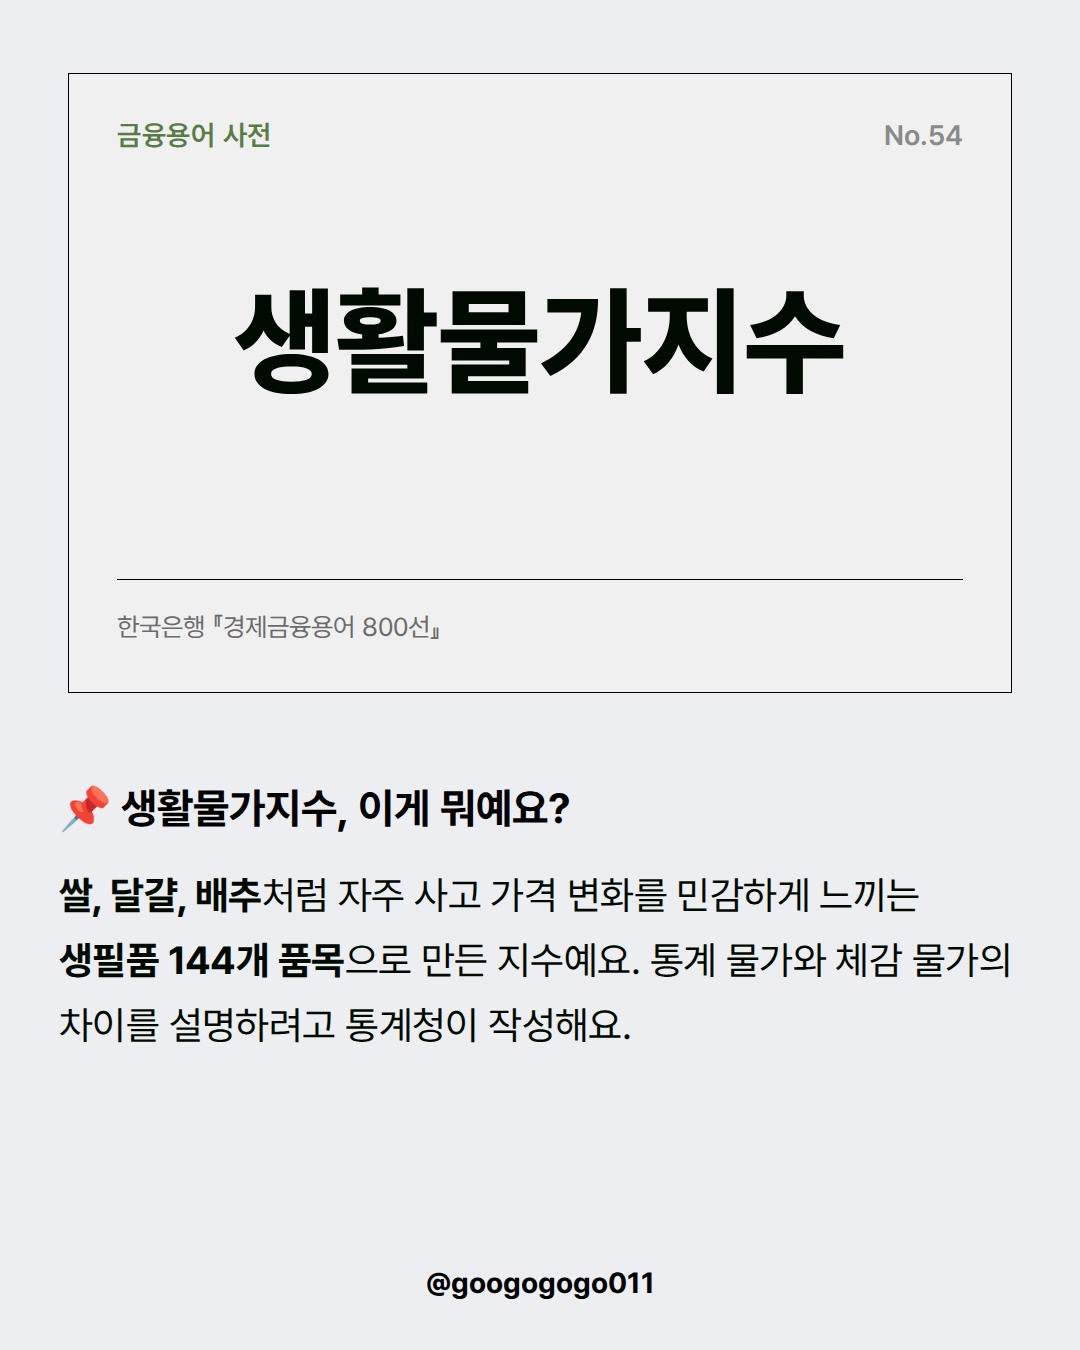 금융용어 사전
No.54
생활물가지수
한국은행 『경제금융용어 800선』
📌 생활물가지수, 이게 뭐예요?
쌀, 달걀, 배추처럼 자주 사고 가격 변화를 민감하게 느끼는
생필품 144개 품목으로 만든 지수예요. 통계 물가와 체감 물가의
차이를 설명하려고 통계청이 작성해요.
@googogogo011